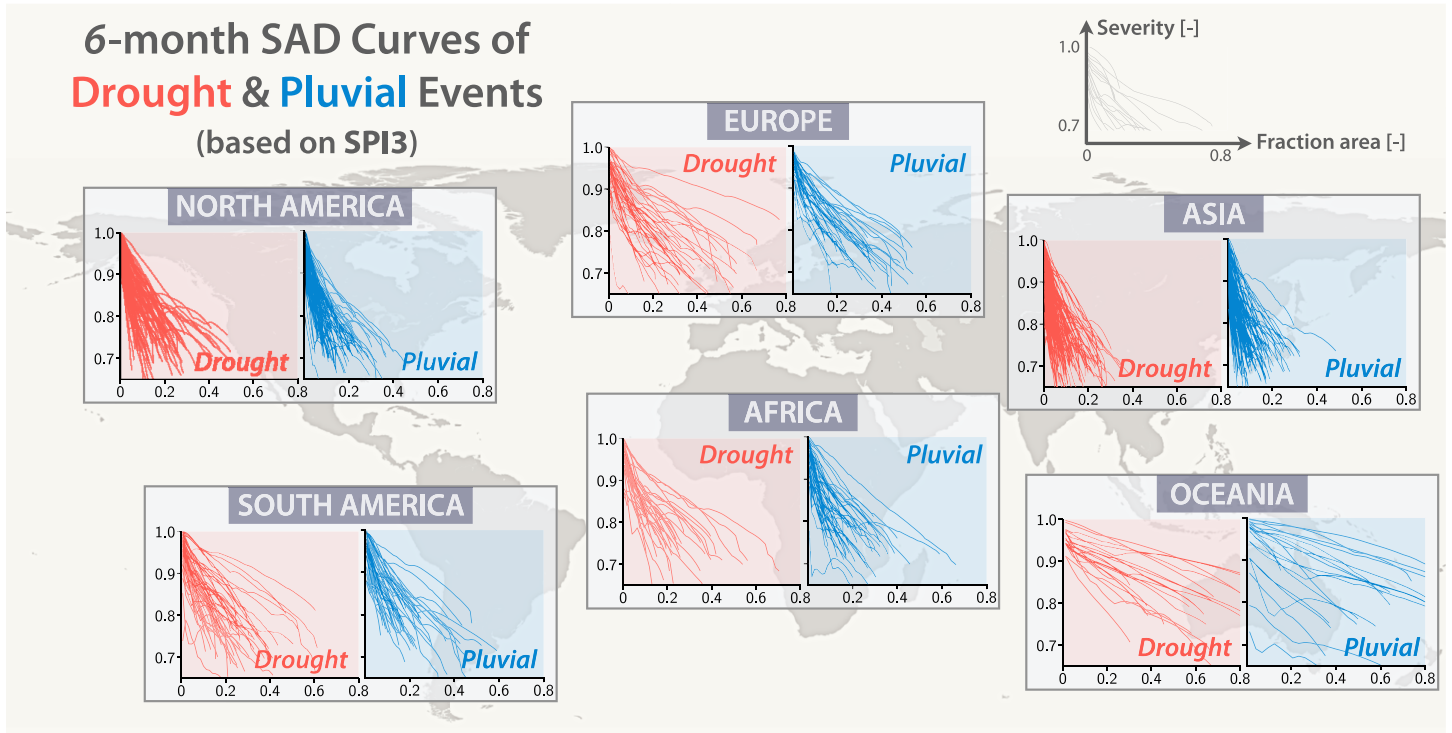 6-month SAD Curves of
Drought & Pluvial Events
(based on SPI3)
Severity [-]
1.0
0.7
0 0.8
Fraction area [-]
EUROPE
Drought Pluvial
1.0
0.9
0.8
0.7
0 0.2 0.4 0.6 0.8 0.2 0.4 0.6 0.8
NORTH AMERICA
1.0
0.9
0.8
0.7
Drought Pluvial
0 0.2 0.4 0.6 0.8 0.2 0.4 0.6 0.8
ASIA
1.0
0.9
0.8
0.7
Drought Pluvial
0 0.2 0.4 0.6 0.8 0.2 0.4 0.6 0.8
AFRICA
Drought Pluvial
1.0
0.9
0.8
0.7
0 0.2 0.4 0.6 0.8 0.2 0.4 0.6 0.8
SOUTH AMERICA
1.0
0.9
0.8
0.7
Drought Pluvial
0 0.2 0.4 0.6 0.8 0.2 0.4 0.6 0.8
OCEANIA
1.0
0.9
0.8
0.7
Drought Pluvial
0 0.2 0.4 0.6 0.8 0.2 0.4 0.6 0.8